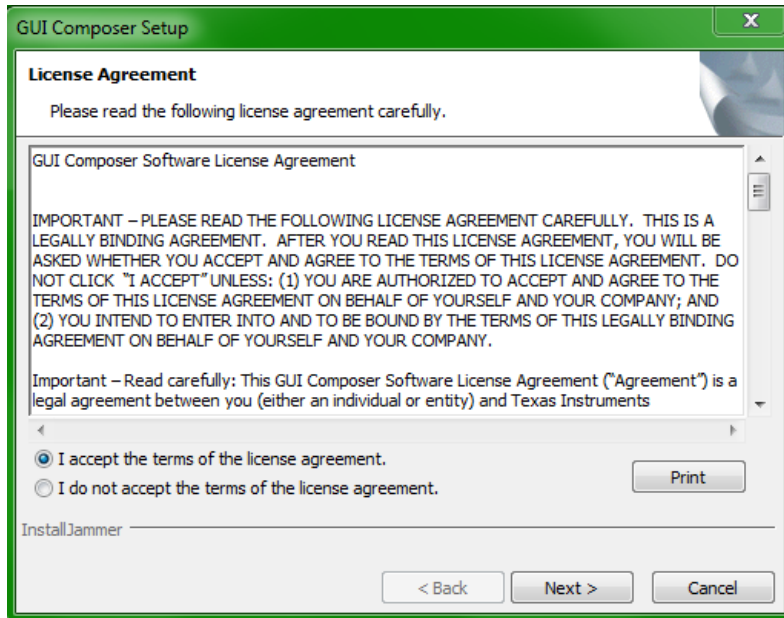 GUI Composer Setup
License Agreement
Please read the following license agreement carefully.
GUI Composer Software License Agreement
IMPORTANT – PLEASE READ THE FOLLOWING LICENSE AGREEMENT CAREFULLY.  THIS IS A
LEGALLY BINDING AGREEMENT.  AFTER YOU READ THIS LICENSE AGREEMENT, YOU WILL BE
ASKED WHETHER YOU ACCEPT AND AGREE TO THE TERMS OF THIS LICENSE AGREEMENT.  DO
NOT CLICK “I ACCEPT” UNLESS: (1) YOU ARE AUTHORIZED TO ACCEPT AND AGREE TO THE
TERMS OF THIS LICENSE AGREEMENT ON BEHALF OF YOURSELF AND YOUR COMPANY; AND
(2) YOU INTEND TO ENTER INTO AND TO BE BOUND BY THE TERMS OF THIS LEGALLY BINDING
AGREEMENT ON BEHALF OF YOURSELF AND YOUR COMPANY.
Important – Read carefully: This GUI Composer Software License Agreement (“Agreement”) is a
legal agreement between you (either an individual or entity) and Texas Instruments
I accept the terms of the license agreement.
I do not accept the terms of the license agreement.
Print
InstallJammer
< Back
Next >
Cancel